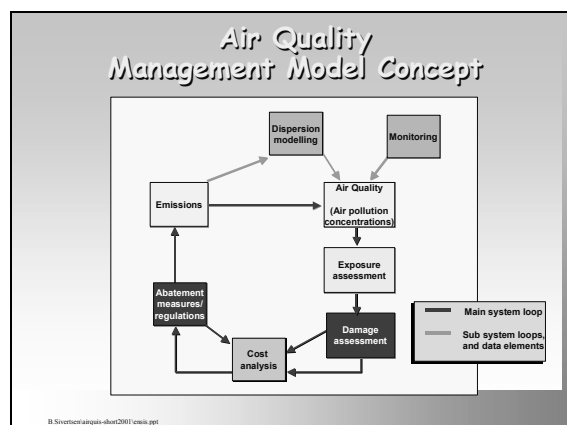 Air Quality
Management Model Concept
Dispersion
modelling
Monitoring
Emissions
Air Quality
(Air pollution
concentrations)
Exposure
assessment
Abatement
measures/
regulations
Damage
assessment
Cost
analysis
Main system loop
Sub system loops,
and data elements
B.Sivertsen\airquis-short2001\ensis.ppt